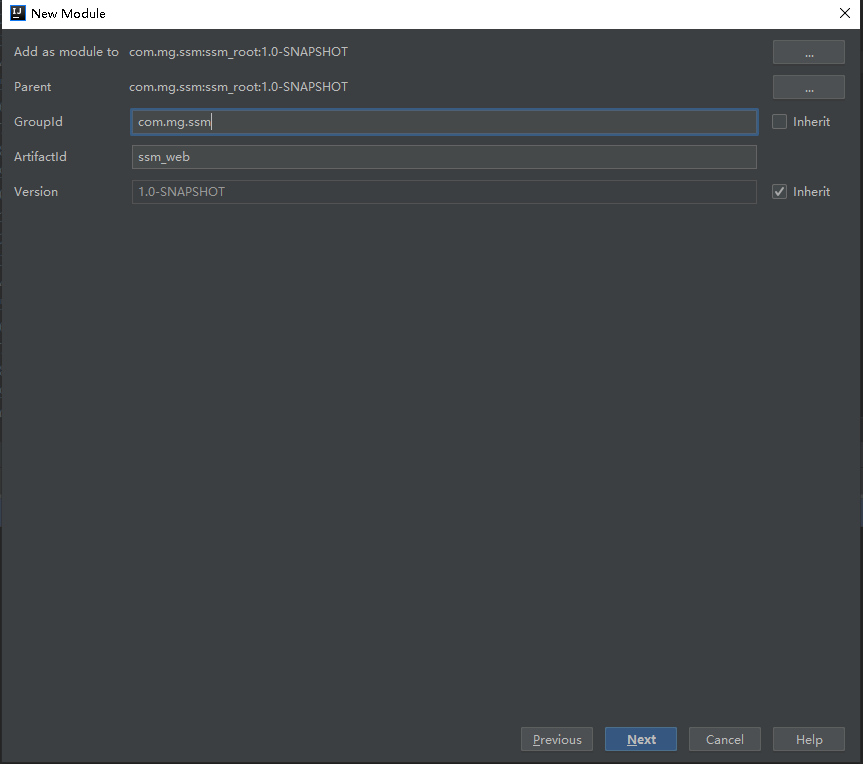 IJ New Module
Add as module to com.mg.ssm:ssm_root:1.0-SNAPSHOT ...
Parent com.mg.ssm:ssm_root:1.0-SNAPSHOT ...
GroupId com.mg.ssm Inherit
ArtifactId ssm_web
Version 1.0-SNAPSHOT Inherit
Previous Next Cancel Help